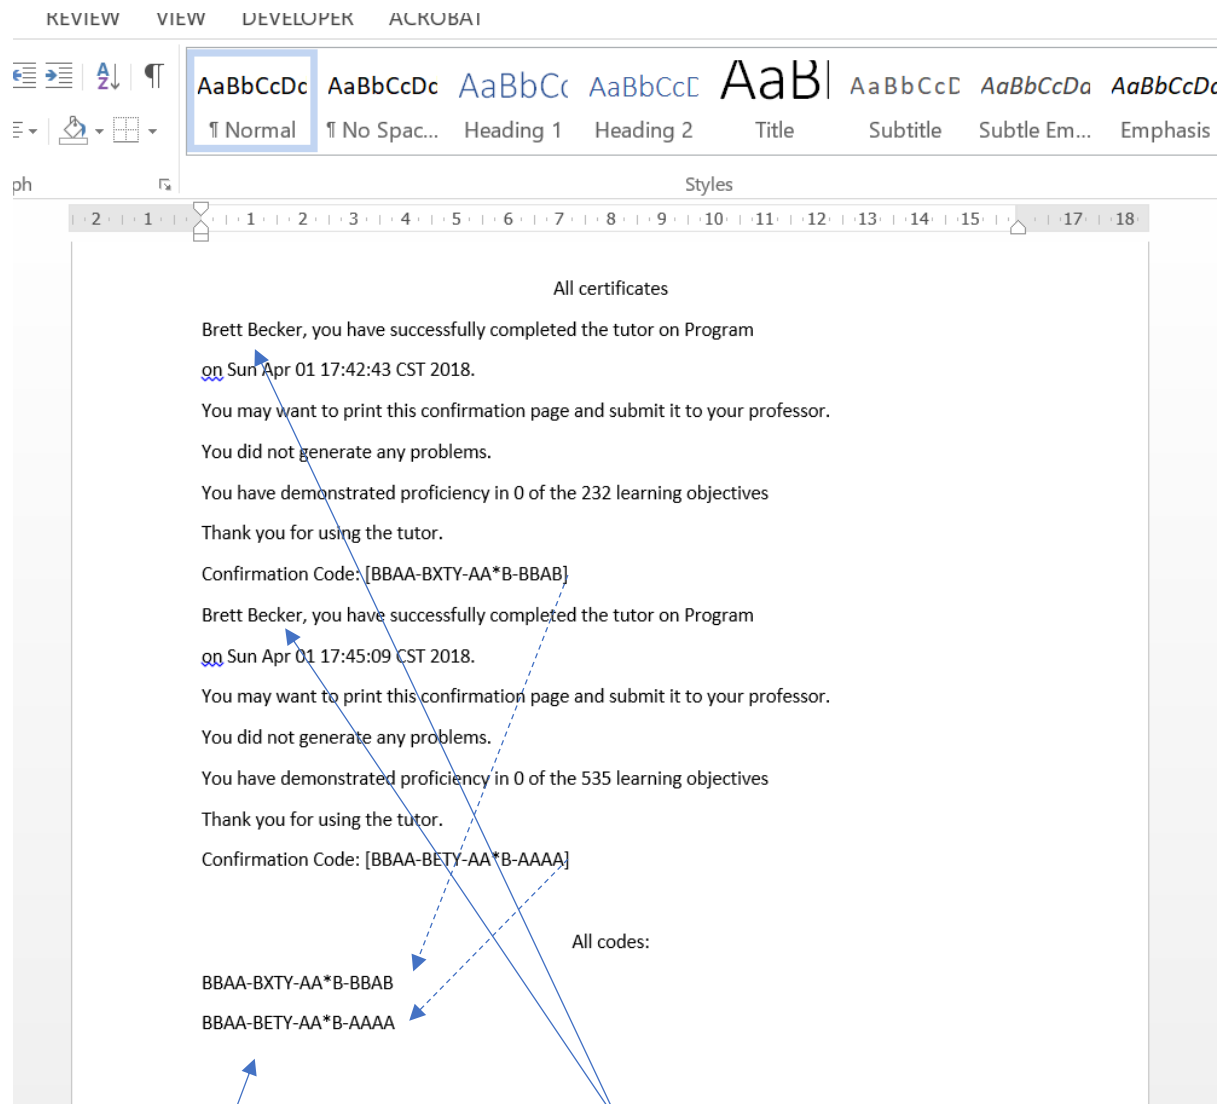 REVIEW VIEW DEVELOPER ACROBAT
AaBbCcDc AaBbCcDc AaBbC AaBbCcD AaB AaBbCcD AaBbCcDa AaBbCcDc
¶ Normal ¶ No Spac... Heading 1 Heading 2 Title Subtitle Subtle Em... Emphasis
ph Styles
2 1 1 2 3 4 5 6 7 8 9 10 11 12 13 14 15 17 18
All certificates
Brett Becker, you have successfully completed the tutor on Program
on Sun Apr 01 17:42:43 CST 2018.
You may want to print this confirmation page and submit it to your professor.
You did not generate any problems.
You have demonstrated proficiency in 0 of the 232 learning objectives
Thank you for using the tutor.
Confirmation Code: [BBAA-BXTY-AA*B-BBAB]
Brett Becker, you have successfully completed the tutor on Program
on Sun Apr 01 17:45:09 CST 2018.
You may want to print this confirmation page and submit it to your professor.
You did not generate any problems.
You have demonstrated proficiency in 0 of the 535 learning objectives
Thank you for using the tutor.
Confirmation Code: [BBAA-BETY-AA*B-AAAA]
All codes:
BBAA-BXTY-AA*B-BBAB
BBAA-BETY-AA*B-AAAA